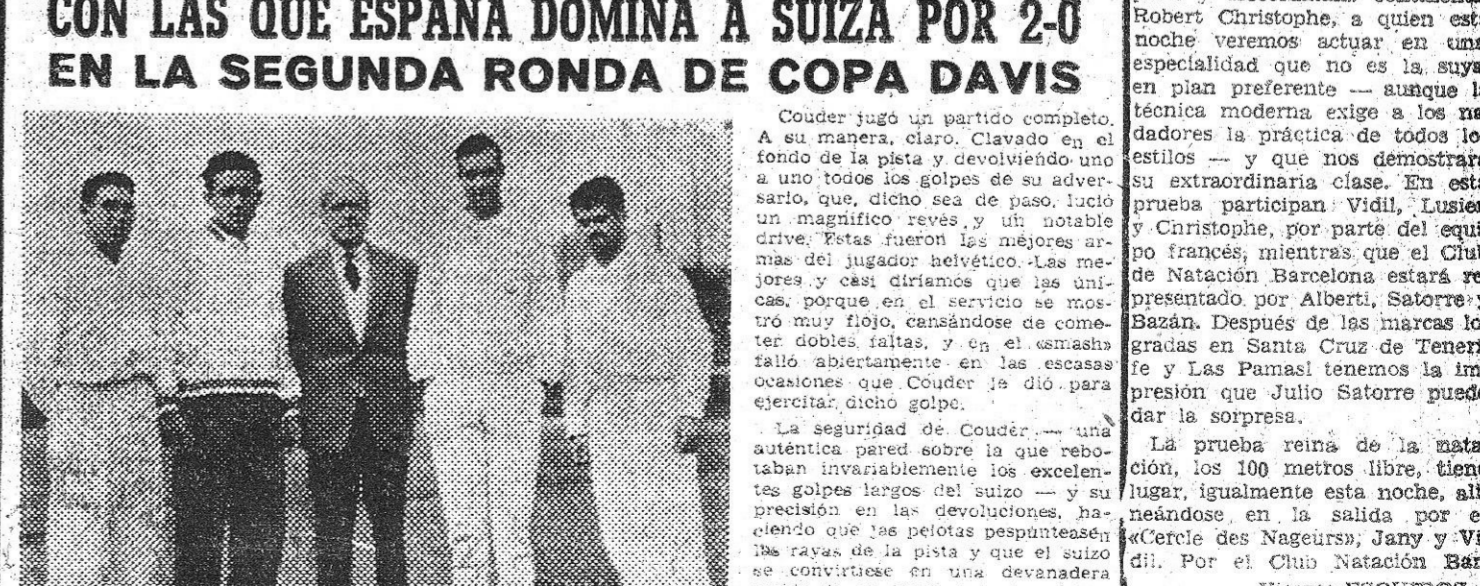 CON LAS QUE ESPAÑA DOMINA A SUIZA POR 2-0
EN LA SEGUNDA RONDA DE COPA DAVIS
Couder jugó un partido completo.
A su manera, claro. Clavado en el
fondo de la pista y devolviendo uno
a uno todos los golpes de su adver-
sario, que, dicho sea de paso, lució
un magnífico revés y un notable
drive. Estas fueron las mejores ar-
mas del jugador helvético. Las me-
jores y casi diríamos que las úni-
cas, porque en el servicio se mos-
tró muy flojo, cansándose de come-
ter dobles faltas, y en el «smash»
falló abiertamente en las escasas
ocasiones que Couder le dió para
ejercitar dicho golpe.
La seguridad de Couder — una
auténtica pared sobre la que rebo-
taban invariablemente los excelen-
tes golpes largos del suizo — y su
precisión en las devoluciones, ha-
ciendo que las pelotas pespunteasen
las rayas de la pista y que el suizo
se convirtiese en una devanadera
Robert Christophe, a quien est
noche veremos actuar en un
especialidad que no es la suya
en plan preferente — aunque l
técnica moderna exige a los na
dadores la práctica de todos lo
estilos — y que nos demostrar
su extraordinaria clase. En est
prueba participan Vidil, Lusien
y Christophe, por parte del equi
po francés, mientras que el Club
de Natación Barcelona estará re
presentado por Alberti, Satorre y
Bazán. Después de las marcas lo
gradas en Santa Cruz de Teneri
fe y Las Pamasl tenemos la im
presión que Julio Satorre puede
dar la sorpresa.
La prueba reina de la nata
ción, los 100 metros libre, tiene
lugar, igualmente esta noche, ali
neándose en la salida por e
«Cercle des Nageurs»; Jany y Vi
dil. Por el Club Natación Bar